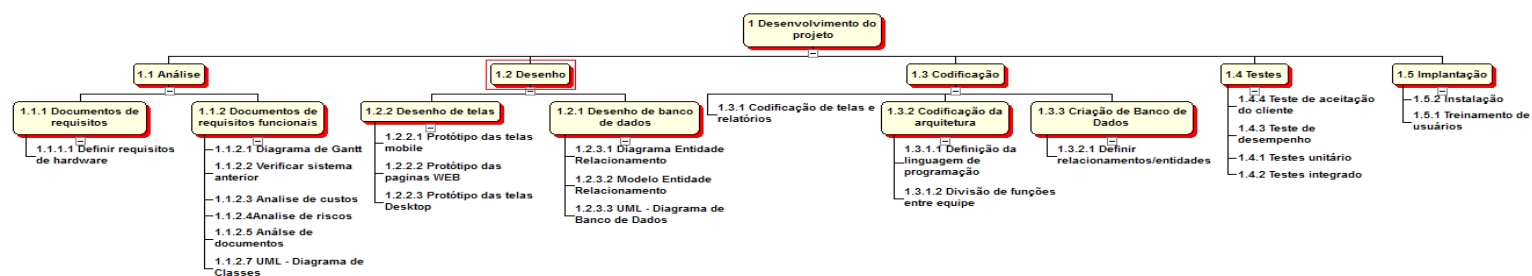 1 Desenvolvimento do
projeto
1.1 Análise
1.2 Desenho
1.3 Codificação
1.4 Testes
1.5 Implantação
1.1.1 Documentos de
requisitos
1.1.1.1 Definir requisitos
de hardware
1.1.2 Documentos de
requisitos funcionais
1.1.2.1 Diagrama de Gantt
1.1.2.2 Verificar sistema
anterior
1.1.2.3 Analise de custos
1.1.2.4Analise de riscos
1.1.2.5 Análse de
documentos
1.1.2.7 UML - Diagrama de
Classes
1.2.2 Desenho de telas
1.2.2.1 Protótipo das telas
mobile
1.2.2.2 Protótipo das
paginas WEB
1.2.2.3 Protótipo das telas
Desktop
1.2.1 Desenho de banco
de dados
1.2.3.1 Diagrama Entidade
Relacionamento
1.2.3.2 Modelo Entidade
Relacionamento
1.2.3.3 UML - Diagrama de
Banco de Dados
1.3.1 Codificação de telas e
relatórios
1.3.2 Codificação da
arquitetura
1.3.1.1 Definição da
linguagem de
programação
1.3.1.2 Divisão de funções
entre equipe
1.3.3 Criação de Banco de
Dados
1.3.2.1 Definir
relacionamentos/entidades
1.4.4 Teste de aceitação
do cliente
1.4.3 Teste de
desempenho
1.4.1 Testes unitário
1.4.2 Testes integrado
1.5.2 Instalação
1.5.1 Treinamento de
usuários